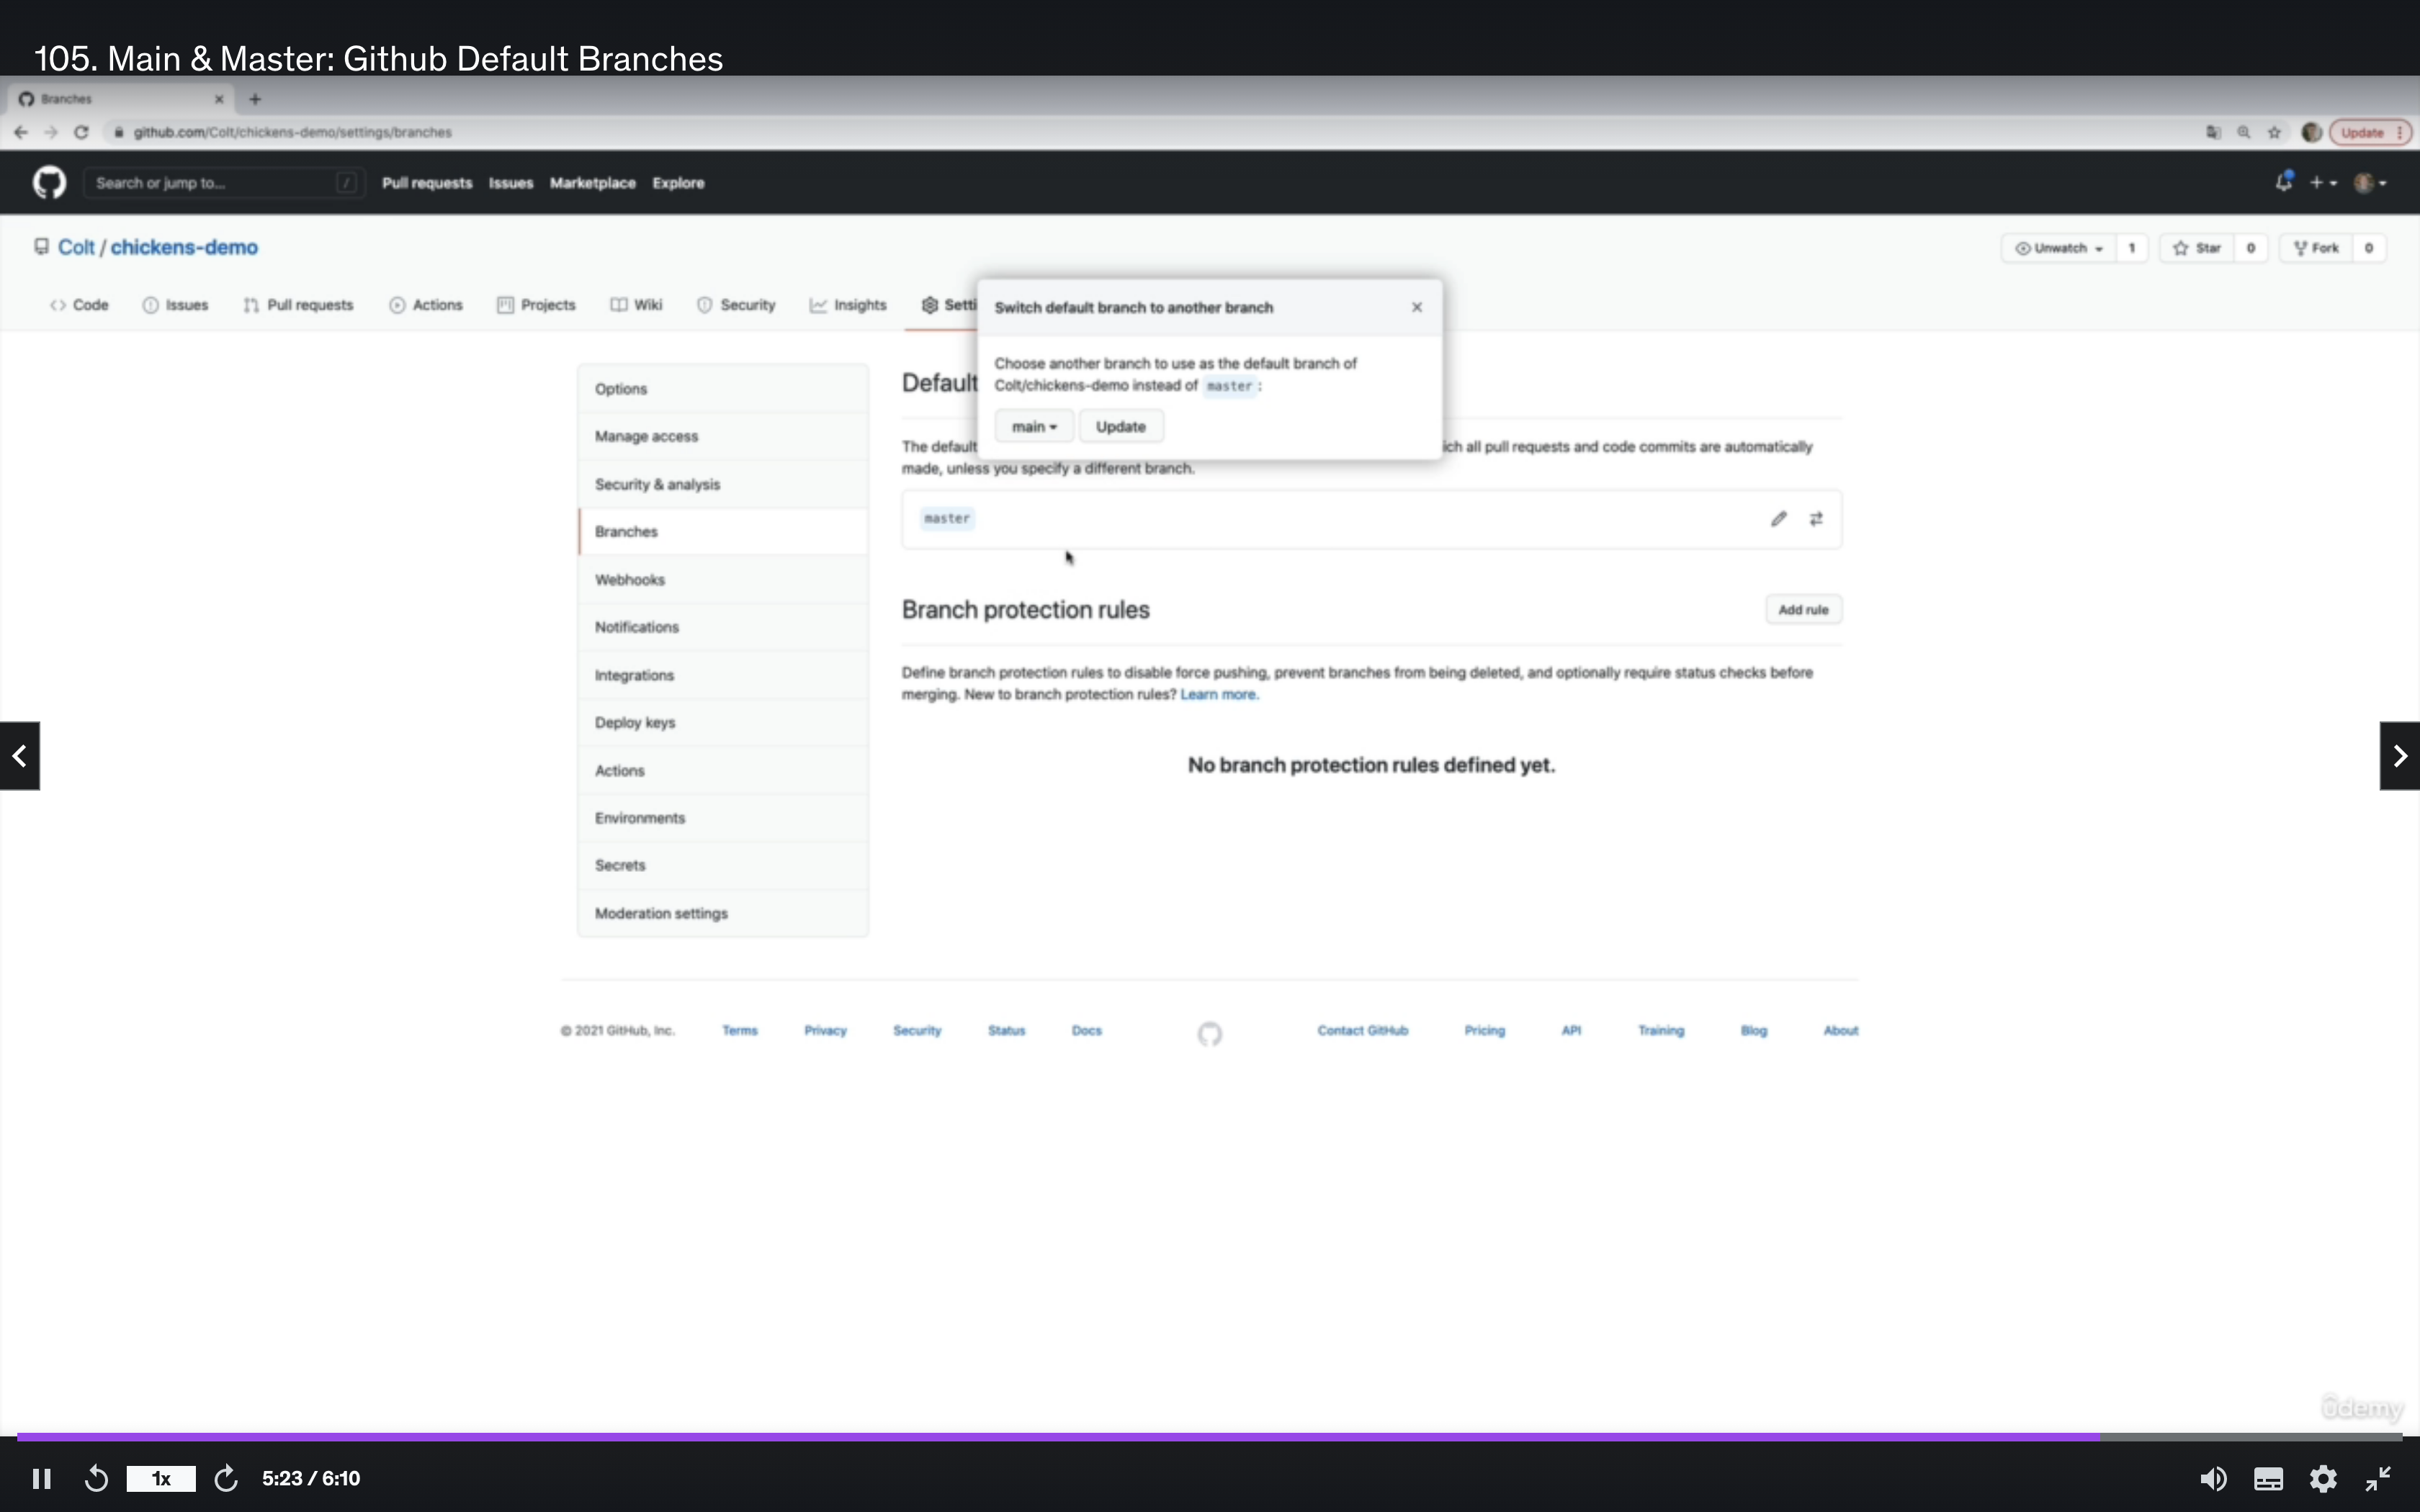 105. Main & Master: Github Default Branches
Branches
github.com/Colt/chickens-demo/settings/branches
Update
Search or jump to...
/
Pull requests
Issues
Marketplace
Explore
Colt / chickens-demo
Unwatch
1
Star
0
Fork
0
Code
Issues
Pull requests
Actions
Projects
Wiki
Security
Insights
Setti
Switch default branch to another branch
Choose another branch to use as the default branch of
Colt/chickens-demo instead of master :
main
Update
Options
Manage access
Security & analysis
Branches
Webhooks
Notifications
Integrations
Deploy keys
Actions
Environments
Secrets
Moderation settings
Default
The default
ich all pull requests and code commits are automatically
made, unless you specify a different branch.
master
Branch protection rules
Add rule
Define branch protection rules to disable force pushing, prevent branches from being deleted, and optionally require status checks before
merging. New to branch protection rules? Learn more.
No branch protection rules defined yet.
© 2021 GitHub, Inc.
Terms
Privacy
Security
Status
Docs
Contact GitHub
Pricing
API
Training
Blog
About
ûdemy
1x
5:23 / 6:10